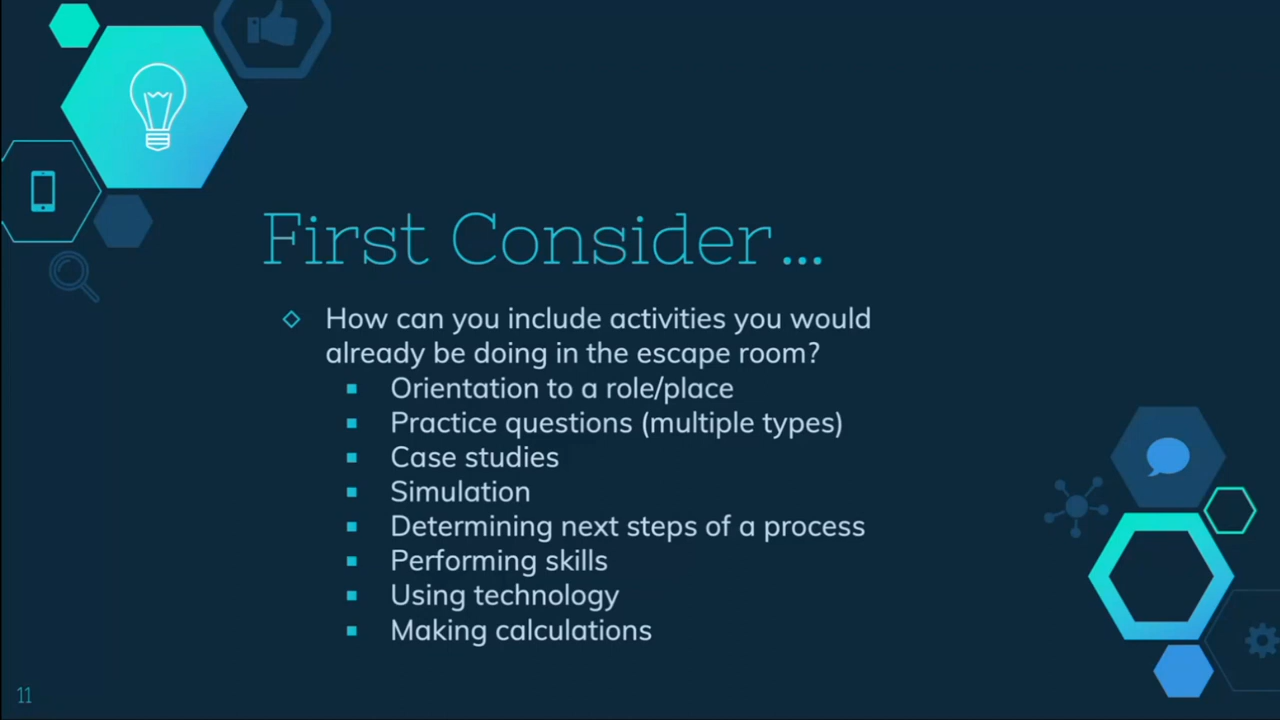 First Consider...
How can you include activities you would
already be doing in the escape room?
Orientation to a role/place
Practice questions (multiple types)
Case studies
Simulation
Determining next steps of a process
Performing skills
Using technology
Making calculations
11